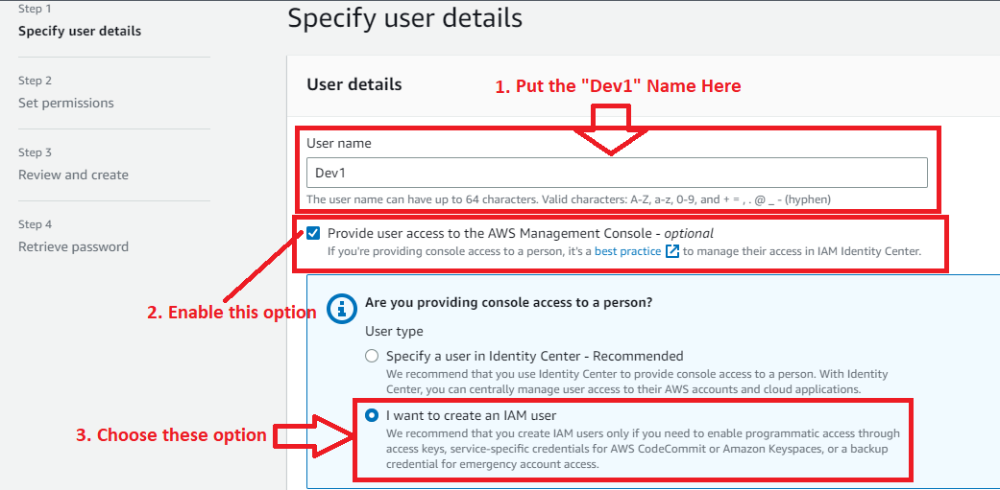 Step 1
Specify user details
Step 2
Set permissions
Step 3
Review and create
Step 4
Retrieve password
Specify user details
User details
1. Put the "Dev1" Name Here
User name
Dev1
The user name can have up to 64 characters. Valid characters: A-Z, a-z, 0-9, and + = , . @ _ - (hyphen)
Provide user access to the AWS Management Console - optional
If you're providing console access to a person, it's a best practice to manage their access in IAM Identity Center.
2. Enable this option
Are you providing console access to a person?
User type
Specify a user in Identity Center - Recommended
We recommend that you use Identity Center to provide console access to a person. With Identity
Center, you can centrally manage user access to their AWS accounts and cloud applications.
3. Choose these option
I want to create an IAM user
We recommend that you create IAM users only if you need to enable programmatic access through
access keys, service-specific credentials for AWS CodeCommit or Amazon Keyspaces, or a backup
credential for emergency account access.